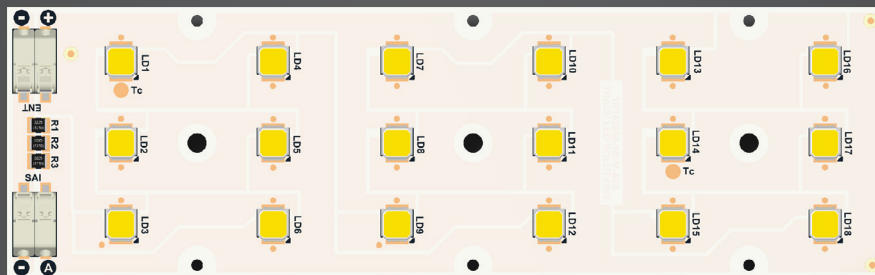 - +
LD1 LD4 LD7 LD10 LD13 LD16
Tc
ENT
R1
R2
R3
LD2 LD5 LD8 LD11 LD14 LD17
Tc
SAI
LD3 LD6 LD9 LD12 LD15 LD18
- A